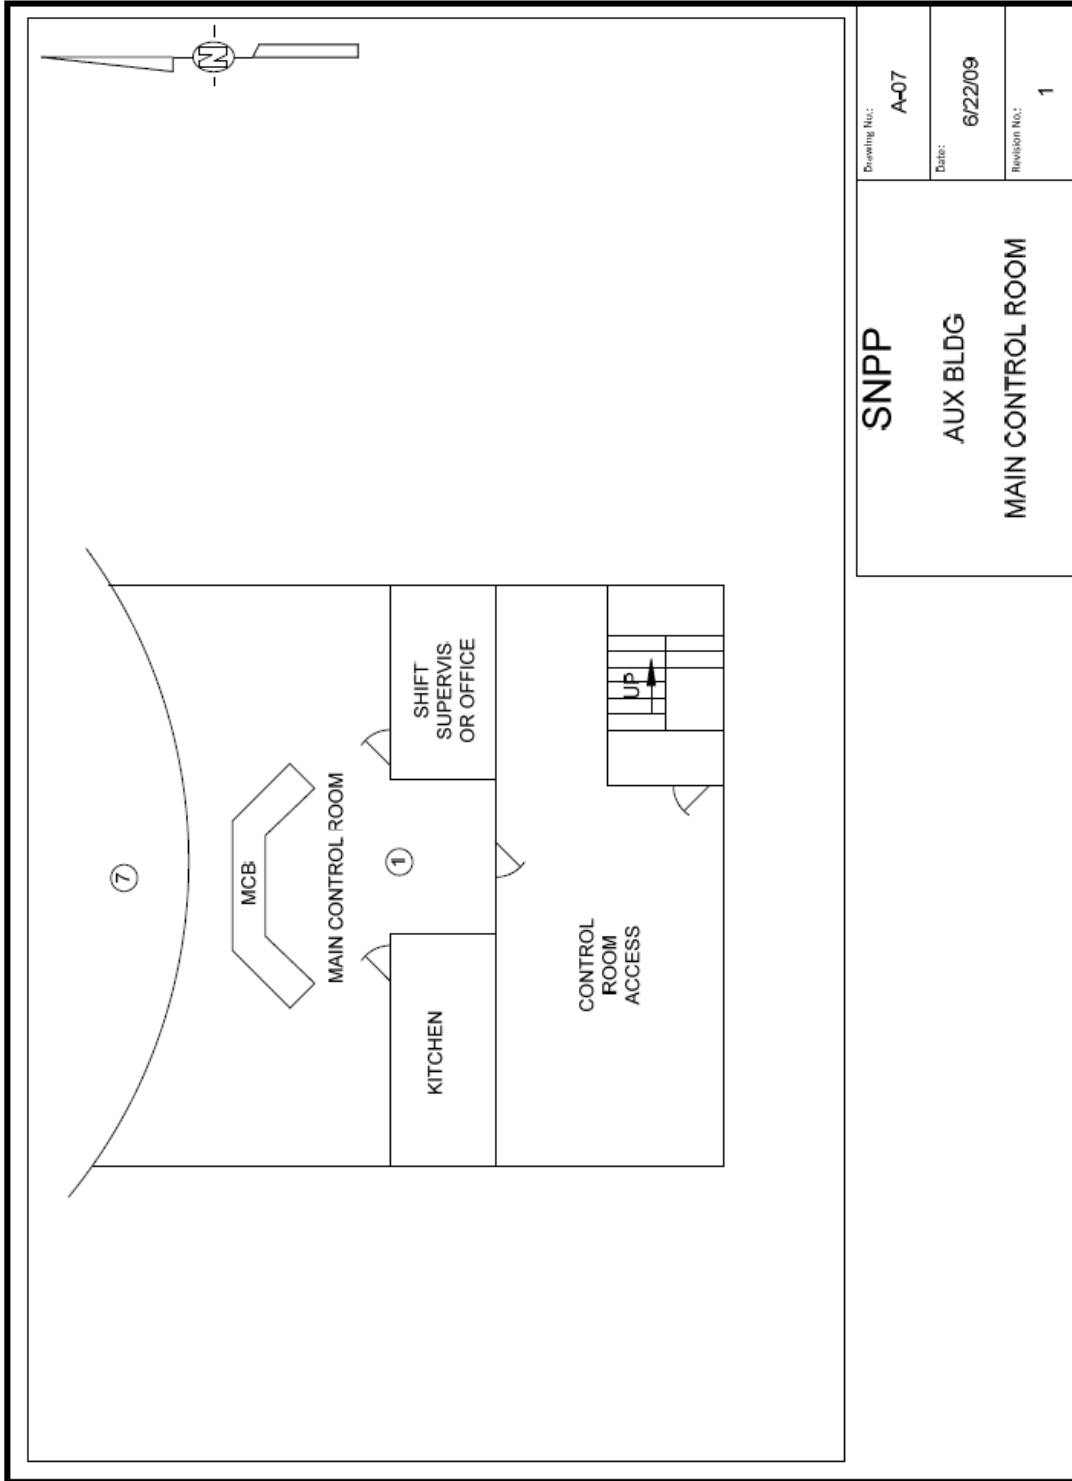 N
7
MCB
MAIN CONTROL ROOM
1
KITCHEN
SHIFT
SUPERVIS
OR OFFICE
CONTROL
ROOM
ACCESS
UP
SNPP
AUX BLDG
MAIN CONTROL ROOM
Drawing No.:
A-07
Date:
6/22/09
Revision No.:
1